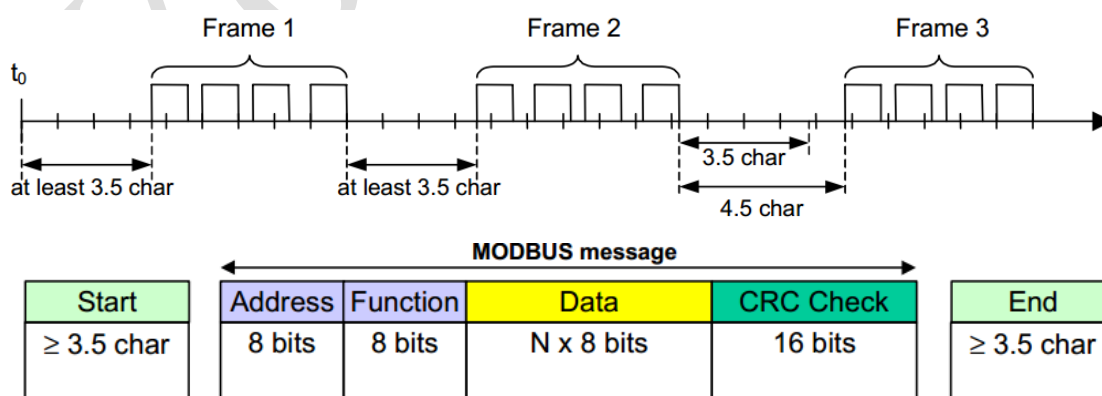 Frame 1
Frame 2
Frame 3
t0
at least 3.5 char
at least 3.5 char
3.5 char
4.5 char
MODBUS message
Start
Address
Function
Data
CRC Check
End
≥ 3.5 char
8 bits
8 bits
N x 8 bits
16 bits
≥ 3.5 char